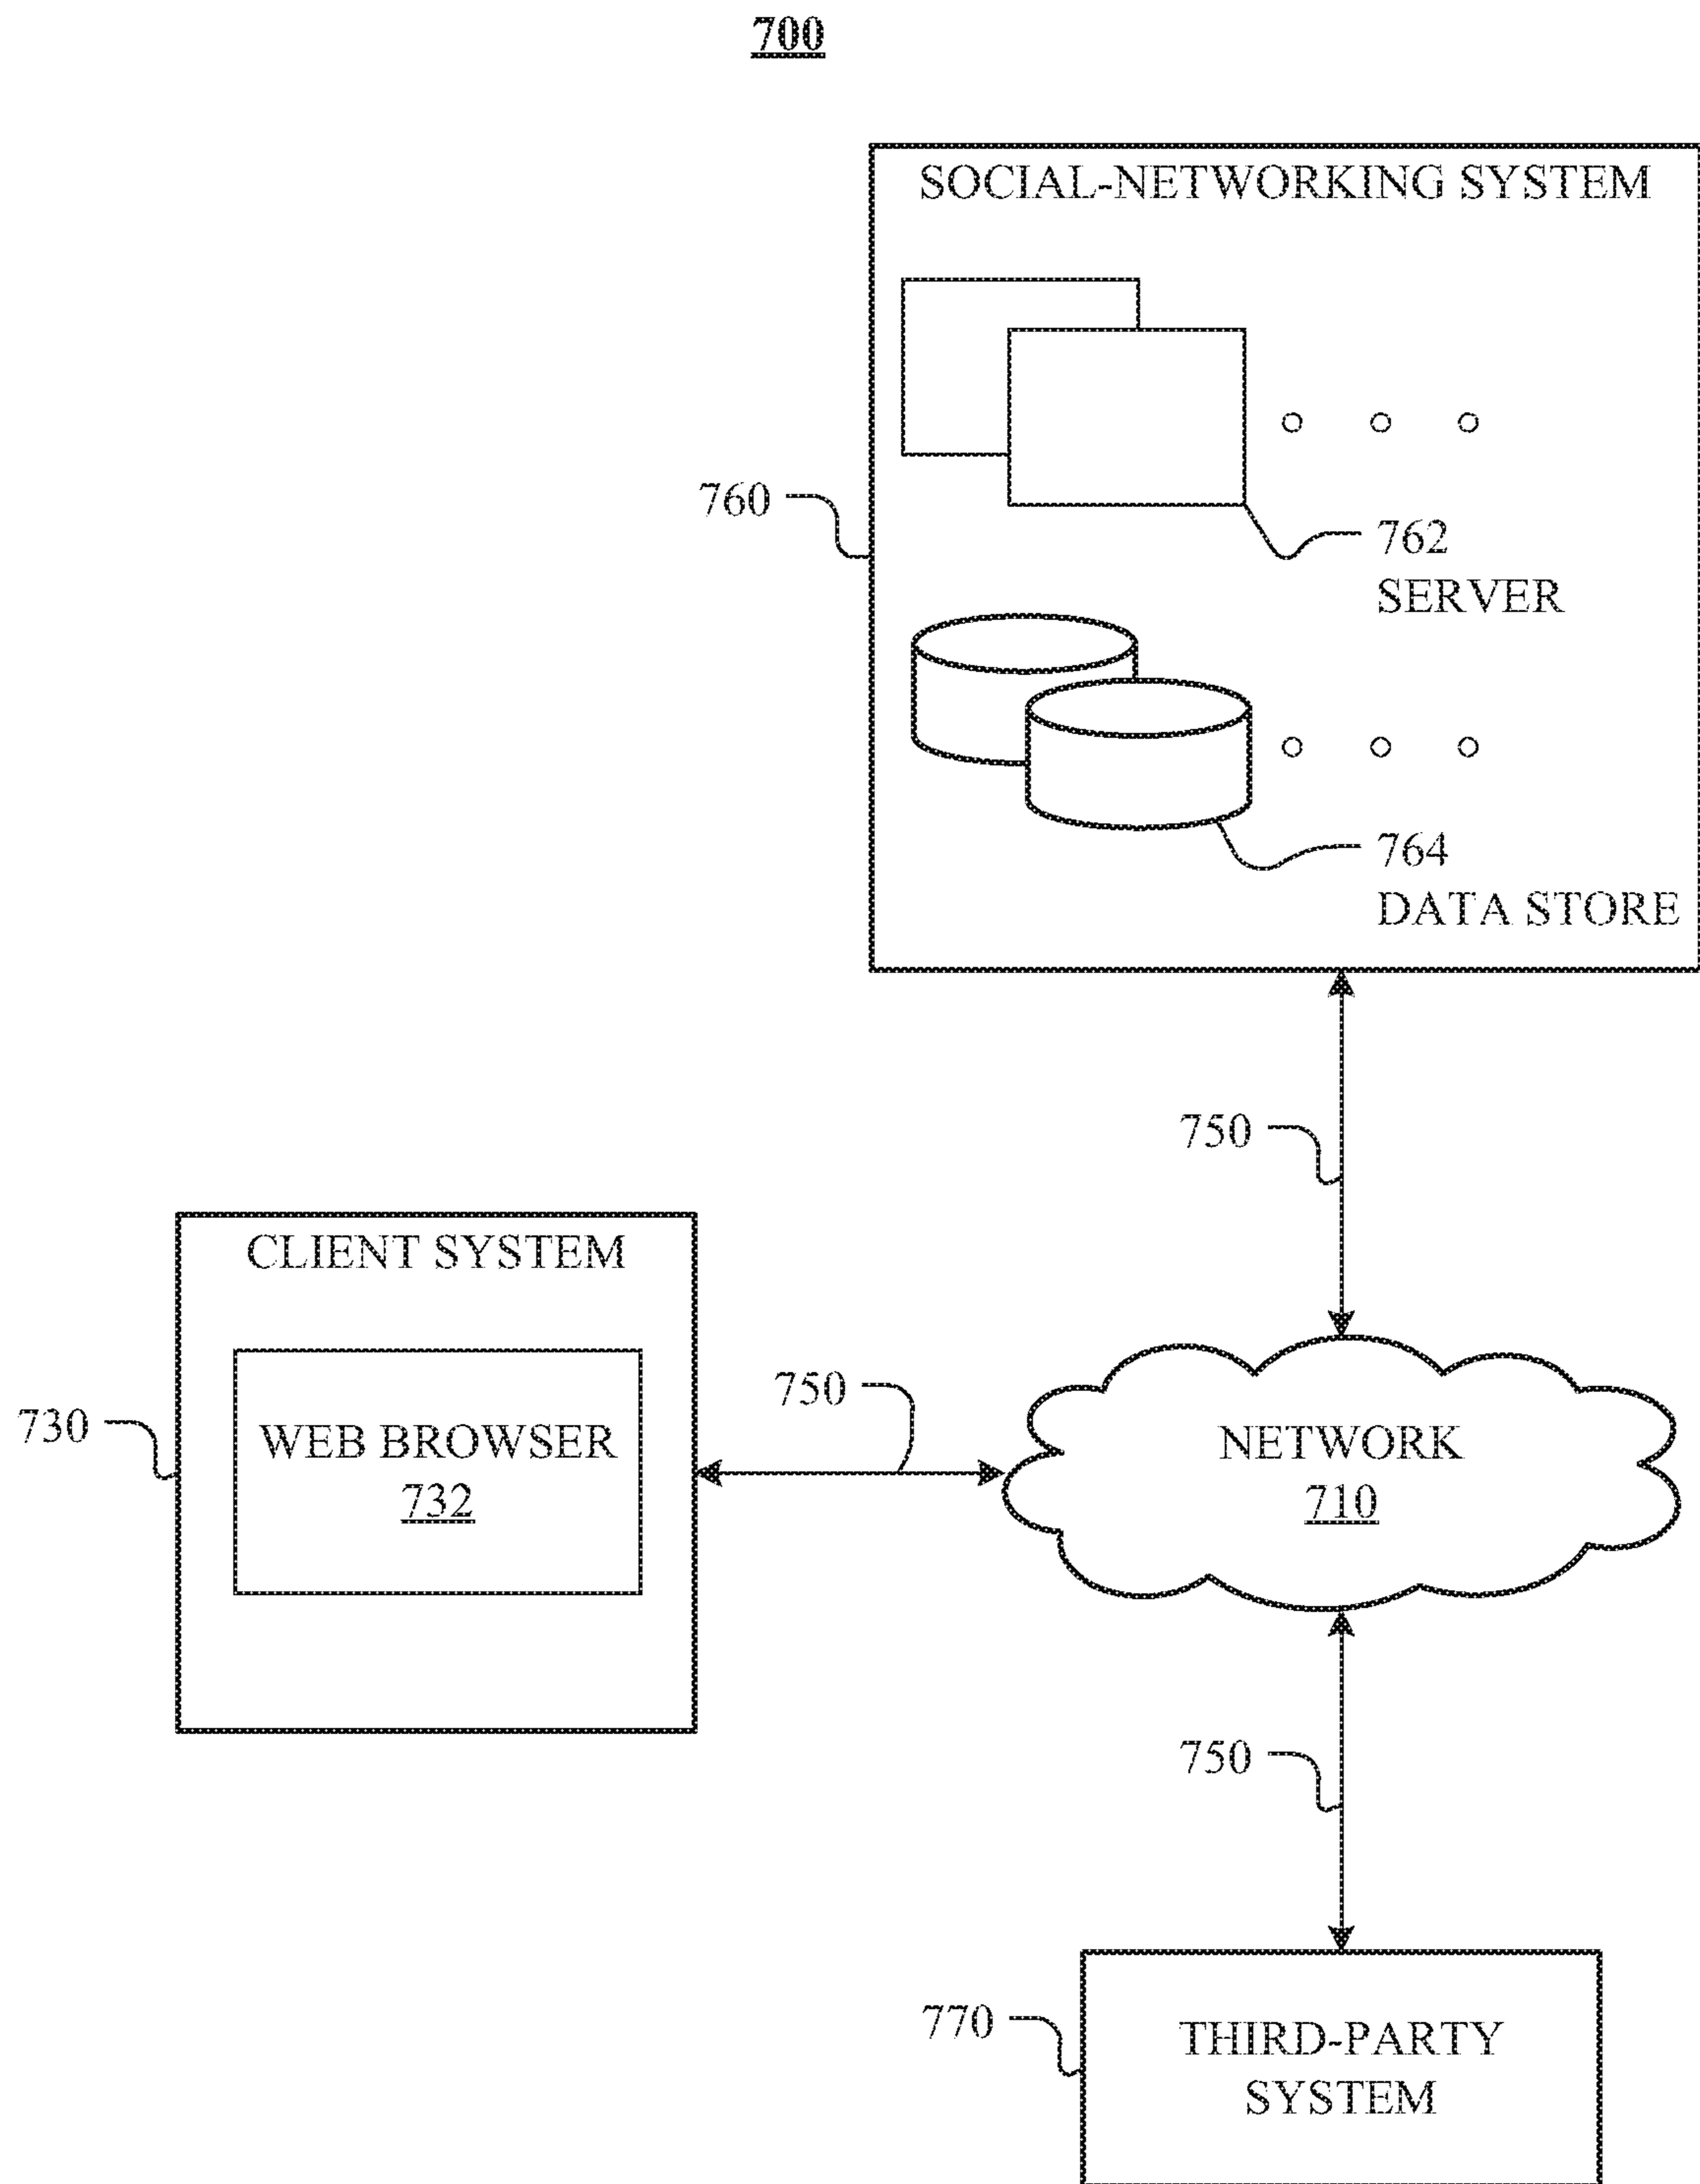 700
SOCIAL-NETWORKING SYSTEM
760
762
SERVER
764
DATA STORE
750
CLIENT SYSTEM
730
WEB BROWSER
732
750
NETWORK
710
750
770
THIRD-PARTY
SYSTEM